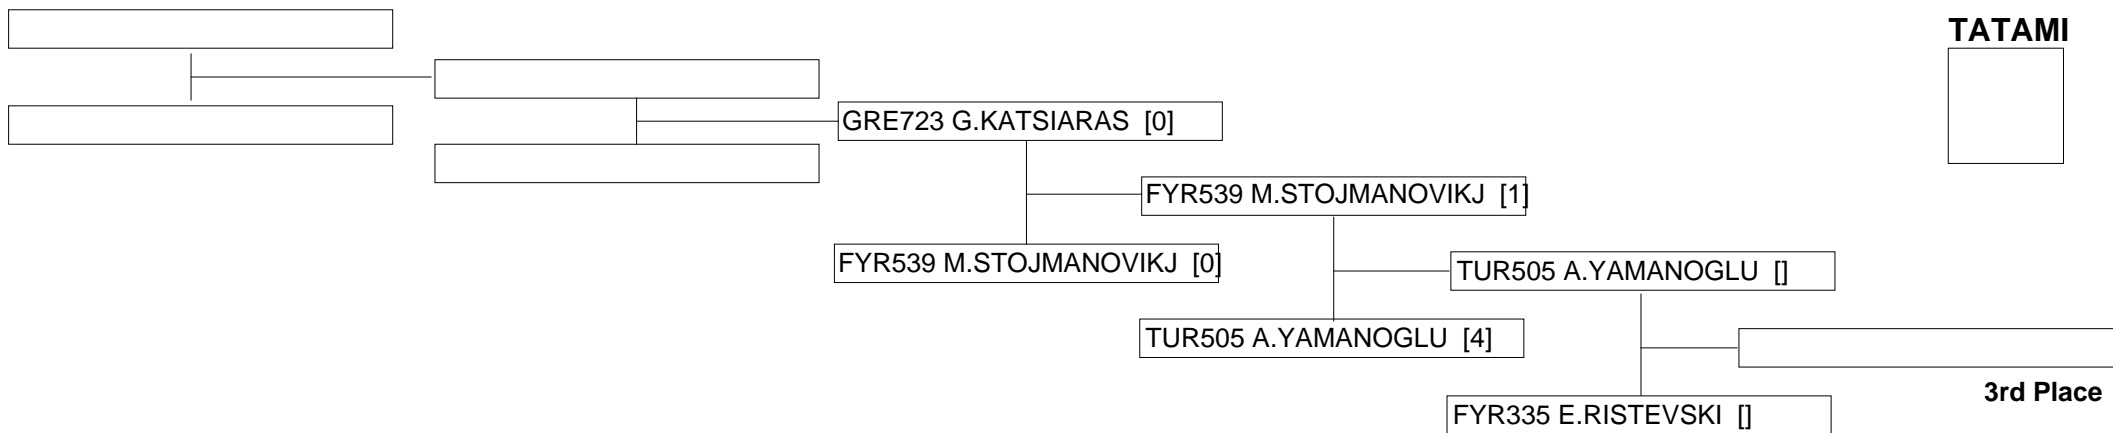 TATAMI
GRE723 G.KATSIARAS [0]
FYR539 M.STOJMANOVIKJ [1]
FYR539 M.STOJMANOVIKJ [0]
TUR505 A.YAMANOGLU []
TUR505 A.YAMANOGLU [4]
3rd Place
FYR335 E.RISTEVSKI []